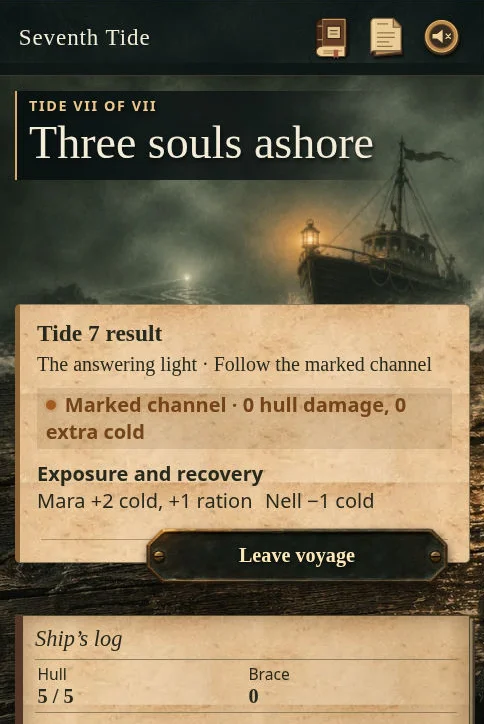 Seventh Tide
TIDE VII OF VII
Three souls ashore
Tide 7 result
The answering light · Follow the marked channel
Marked channel · 0 hull damage, 0
extra cold
Exposure and recovery
Mara +2 cold, +1 ration Nell −1 cold
Leave voyage
Ship’s log
Hull
Brace
5 / 5
0